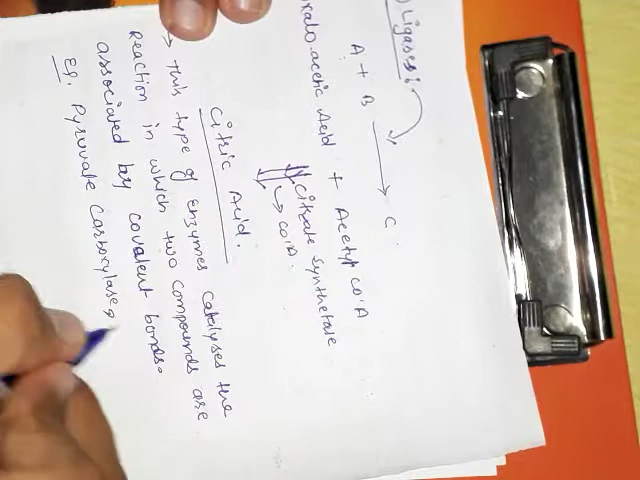 Ligases:
A + B → C
oxalo.acetic Acid + Acetyl co'A
Citrate Synthetase
→ co'A.
Citric Acid.
→ This type of Enzymes Catalyses the
Reaction in which two Compounds are
associated by covalent bonds.
Eg. Pyruvate Carboxylase,